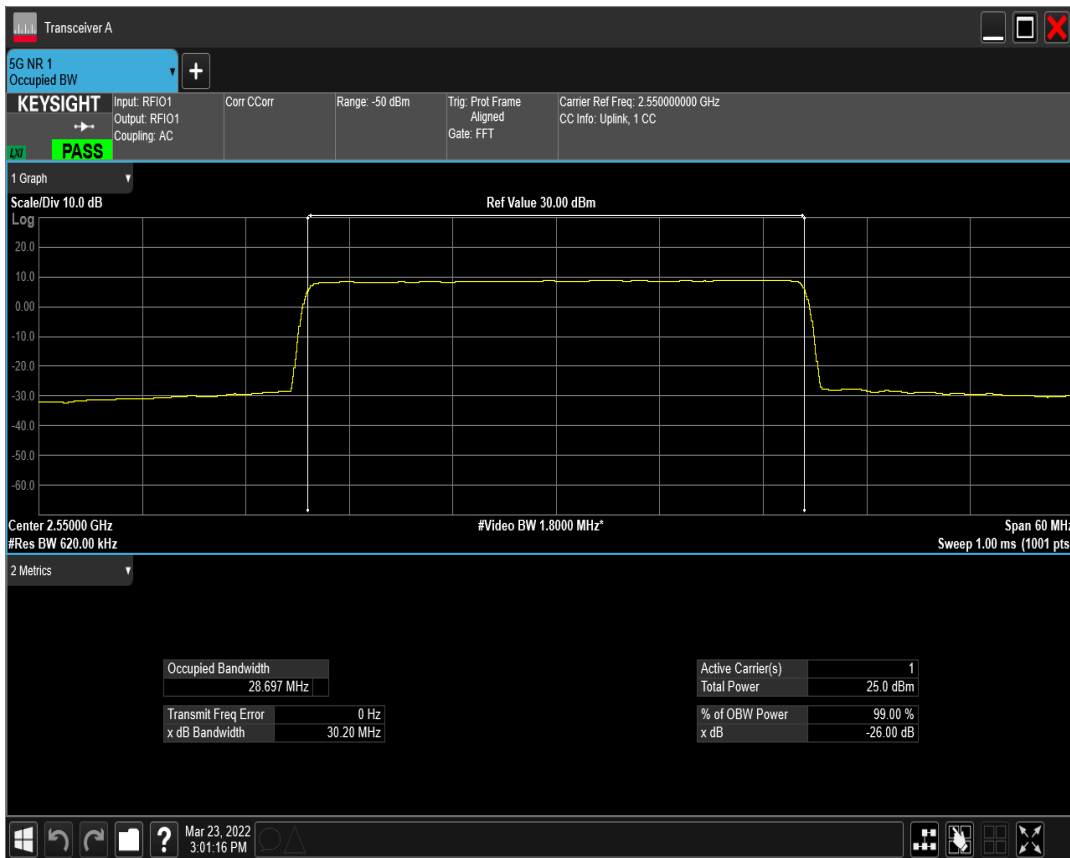 Transceiver A
5G NR 1
Occupied BW
+
KEYSIGHT
LXI
PASS
Input: RFIO1
Output: RFIO1
Coupling: AC
Corr CCorr
Range: -50 dBm
Trig: Prot Frame
Aligned
Gate: FFT
Carrier Ref Freq: 2.550000000 GHz
CC Info: Uplink, 1 CC
1 Graph
Scale/Div 10.0 dB
Ref Value 30.00 dBm
Log
20.0
10.0
0.00
-10.0
-20.0
-30.0
-40.0
-50.0
-60.0
Center 2.55000 GHz
#Video BW 1.8000 MHz*
Span 60 MHz
#Res BW 620.00 kHz
Sweep 1.00 ms (1001 pts
2 Metrics
Occupied Bandwidth
28.697 MHz
Transmit Freq Error 0 Hz
x dB Bandwidth 30.20 MHz
Active Carrier(s) 1
Total Power 25.0 dBm
% of OBW Power 99.00 %
x dB -26.00 dB
?
Mar 23, 2022
3:01:16 PM